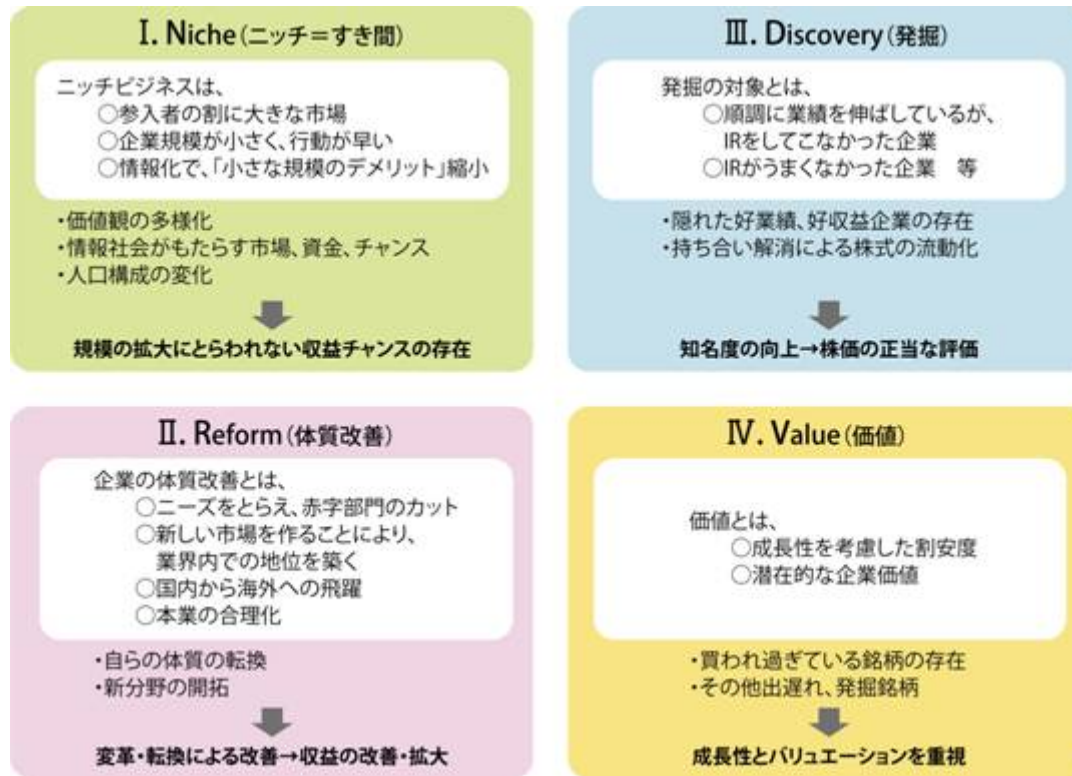 Ⅰ. Niche(ニッチ=すき間)
ニッチビジネスは、
○参入者の割に大きな市場
○企業規模が小さく、行動が早い
○情報化で、「小さな規模のデメリット」縮小
・価値観の多様化
・情報社会がもたらす市場、資金、チャンス
・人口構成の変化
規模の拡大にとらわれない収益チャンスの存在
Ⅱ. Reform(体質改善)
企業の体質改善とは、
○ニーズをとらえ、赤字部門のカット
○新しい市場を作ることにより、
業界内での地位を築く
○国内から海外への飛躍
○本業の合理化
・自らの体質の転換
・新分野の開拓
変革・転換による改善→収益の改善・拡大
Ⅲ. Discovery(発掘)
発掘の対象とは、
○順調に業績を伸ばしているが、
IRをしてこなかった企業
○IRがうまくなかった企業 等
・隠れた好業績、好収益企業の存在
・持ち合い解消による株式の流動化
知名度の向上→株価の正当な評価
Ⅳ. Value(価値)
価値とは、
○成長性を考慮した割安度
○潜在的な企業価値
・買われ過ぎている銘柄の存在
・その他出遅れ、発掘銘柄
成長性とバリュエーションを重視